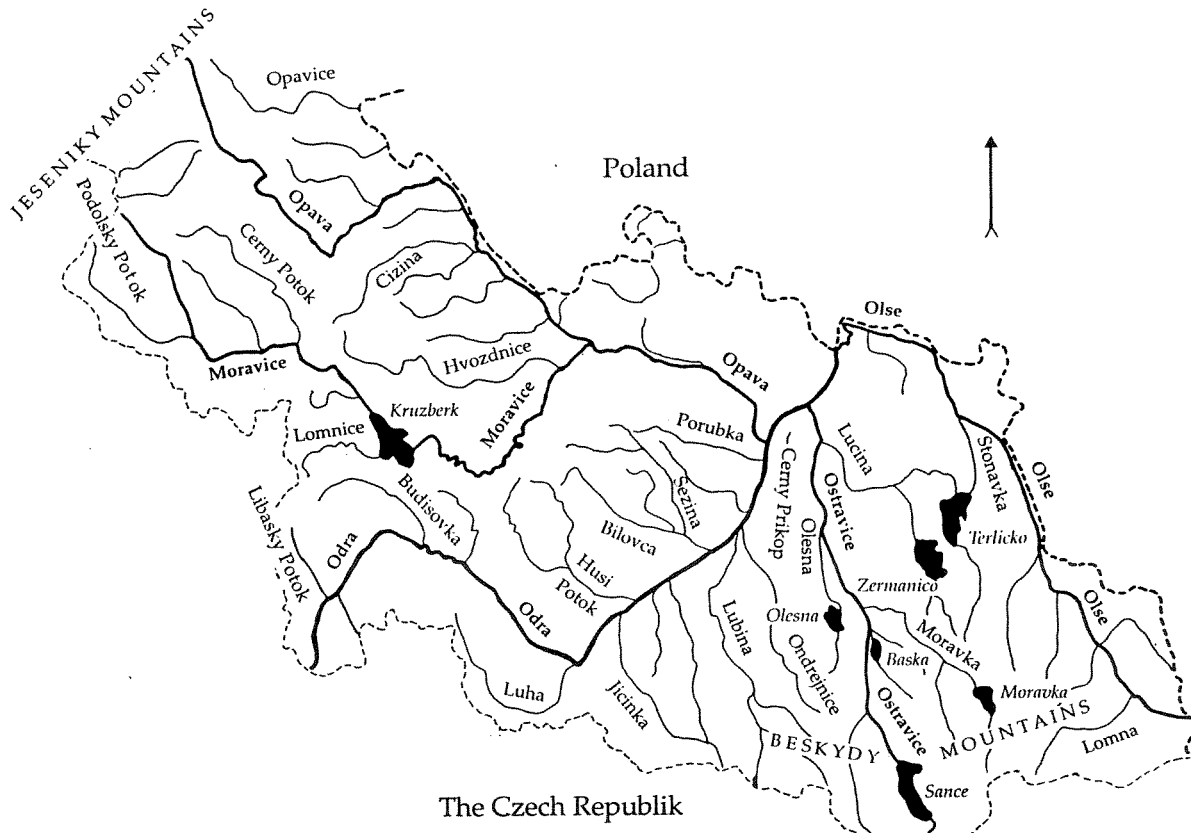 JESENIKY MOUNTAINS
Opavice
Poland
Podolsky Potok
Opava
Cerny Potok
Cizina
Olse
Moravice
Hvozdnice
Opava
Kruzberk
Moravice
Lomnice
Porubka
Lucina
Stonavka
Olse
Libasky Potok
Odra
Budisovka
Sezina
Cerny Prikop
Ostravice
Bilovca
Olesna
Terlicko
Husi
Potok
Zermanico
Odra
Lubina
Olesna
Ondrejnice
Moravka
Baska
Olse
Luha
Jicinka
Ostravice
Moravka
BESKYDY MOUNTAINS
Lomna
Sance
The Czech Republik